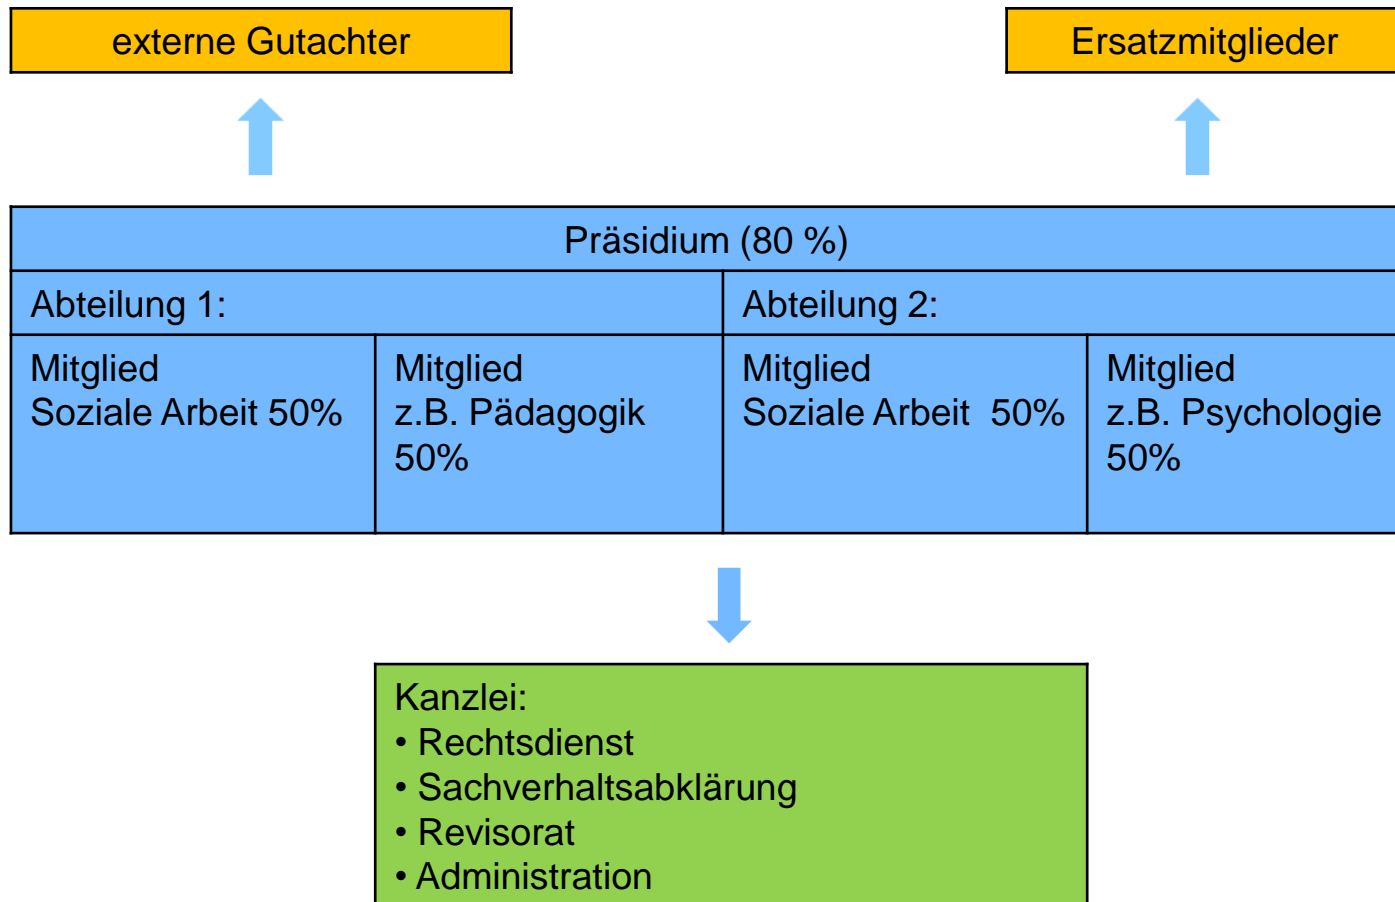 externe Gutachter
Ersatzmitglieder
Präsidium (80 %)
Abteilung 1:
Abteilung 2:
Mitglied
Soziale Arbeit 50%
Mitglied
z.B. Pädagogik
50%
Mitglied
Soziale Arbeit  50%
Mitglied
z.B. Psychologie
50%
Kanzlei:
• Rechtsdienst
• Sachverhaltsabklärung
• Revisorat
• Administration